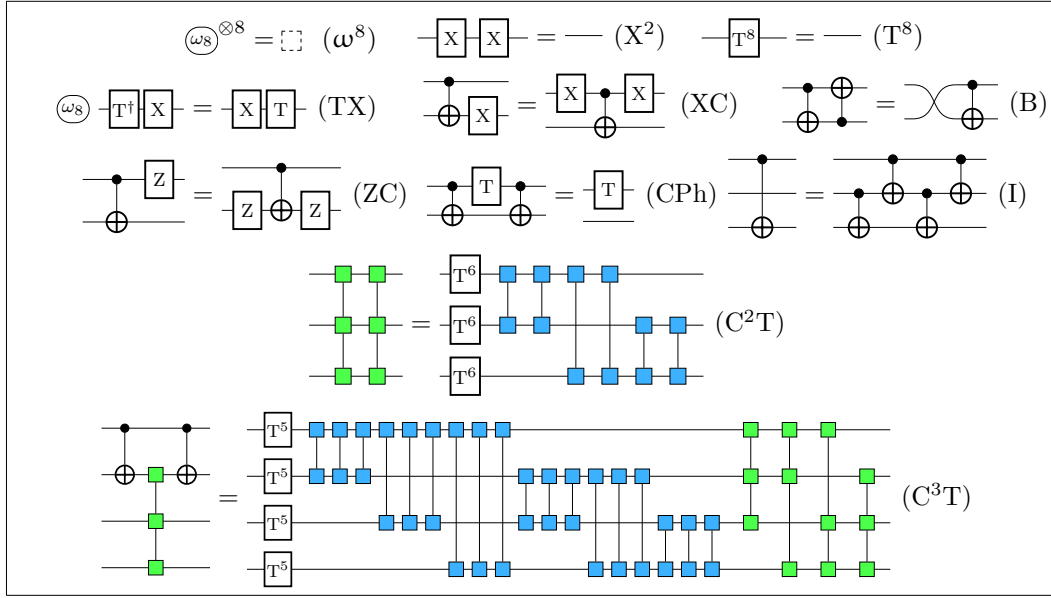 ω₈ ⊗8 = (ω⁸) X X = (X²) T⁸ = (T⁸)
ω₈ T† X = X T (TX) X = X X (XC) = (B)
Z = Z Z (ZC) T = T (CPh) = (I)
T⁶
= T⁶ (C²T)
T⁶
T⁵
T⁵
= (C³T)
T⁵
T⁵